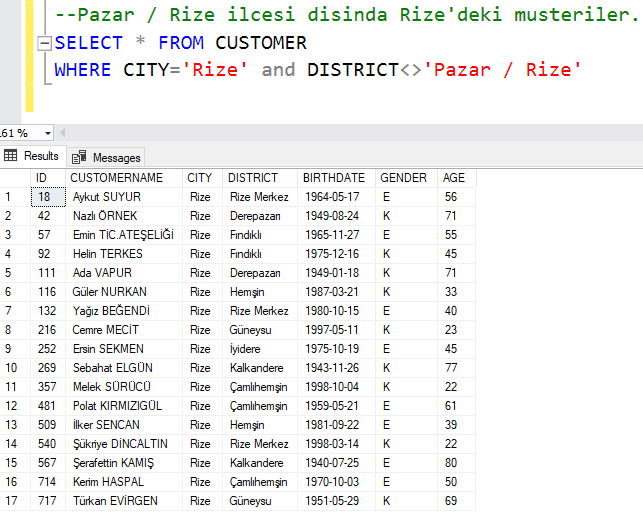 --Pazar / Rize ilcesi disinda Rize'deki musteriler.
SELECT * FROM CUSTOMER
WHERE CITY='Rize' and DISTRICT<>'Pazar / Rize'
61 %
Results Messages
ID CUSTOMERNAME CITY DISTRICT BIRTHDATE GENDER AGE
1 18 Aykut SUYUR Rize Rize Merkez 1964-05-17 E 56
2 42 Nazlı ÖRNEK Rize Derepazarı 1949-08-24 K 71
3 57 Emin TİC.ATEŞELİĞİ Rize Fındıklı 1965-11-27 E 55
4 92 Helin TERKES Rize Fındıklı 1975-12-16 K 45
5 111 Ada VAPUR Rize Derepazarı 1949-01-18 K 71
6 116 Güler NURKAN Rize Hemşin 1987-03-21 K 33
7 132 Yağız BEĞENDİ Rize Rize Merkez 1980-10-15 E 40
8 216 Cemre MECİT Rize Güneysu 1997-05-11 K 23
9 252 Ersin SEKMEN Rize İyidere 1975-10-19 E 45
10 269 Sebahat ELGÜN Rize Kalkandere 1943-11-26 K 77
11 357 Melek SÜRÜCÜ Rize Çamlıhemşin 1998-10-04 K 22
12 481 Polat KIRMIZIGÜL Rize Çamlıhemşin 1959-05-21 E 61
13 509 İlker SENCAN Rize Hemşin 1981-09-22 E 39
14 540 Şükriye DİNCALTIN Rize Rize Merkez 1998-03-14 K 22
15 567 Şerafettin KAMIŞ Rize Kalkandere 1940-07-25 E 80
16 714 Kerim HASPAL Rize Çamlıhemşin 1970-10-03 E 50
17 717 Türkan EVİRGEN Rize Güneysu 1951-05-29 K 69